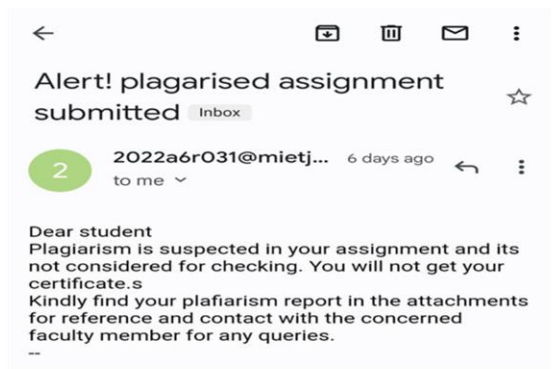 Alert! plagarised assignment
submitted Inbox
2
2022a6r031@mietj... 6 days ago
to me
Dear student
Plagiarism is suspected in your assignment and its
not considered for checking. You will not get your
certificate.s
Kindly find your plafiarism report in the attachments
for reference and contact with the concerned
faculty member for any queries.
--